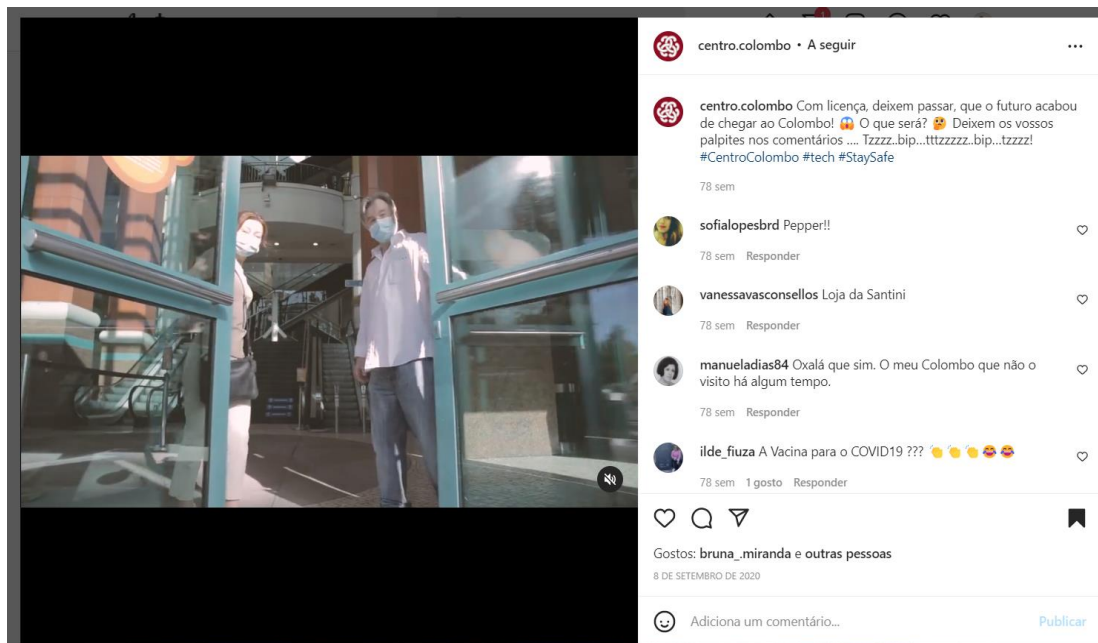 centro.colombo • A seguir
centro.colombo Com licença, deixem passar, que o futuro acabou
de chegar ao Colombo! 😱 O que será? 🤔 Deixem os vossos
palpites nos comentários .... Tzzzz..bip...tttzzzzz..bip...tzzzz!
#CentroColombo #tech #StaySafe
78 sem
sofialopesbrd Pepper!!
78 sem Responder
vanessavasconsellos Loja da Santini
78 sem Responder
manueladias84 Oxalá que sim. O meu Colombo que não o
visito há algum tempo.
78 sem Responder
ilde_fiuza A Vacina para o COVID19 ??? 👏👏👏😂😂
78 sem 1 gosto Responder
Gostos: bruna_.miranda e outras pessoas
8 DE SETEMBRO DE 2020
Adiciona um comentário...
Publicar